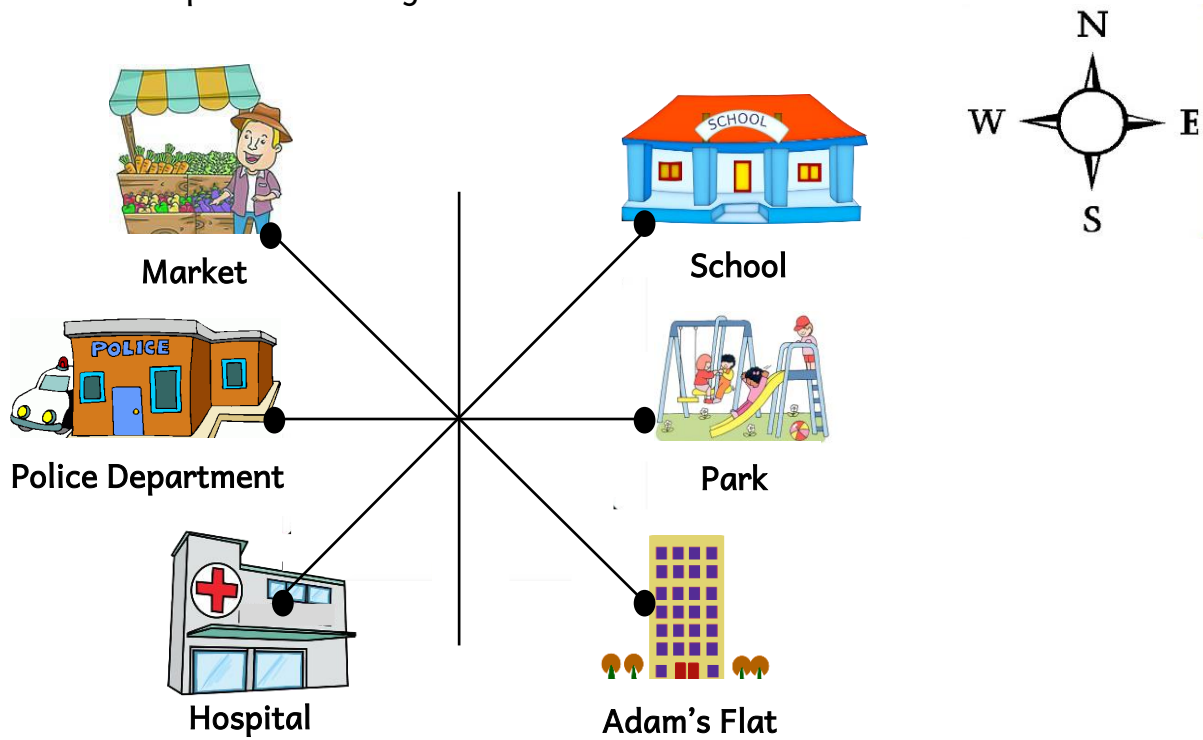 N
W E
S
SCHOOL
Market
School
POLICE
Police Department
Park
Hospital
Adam's Flat